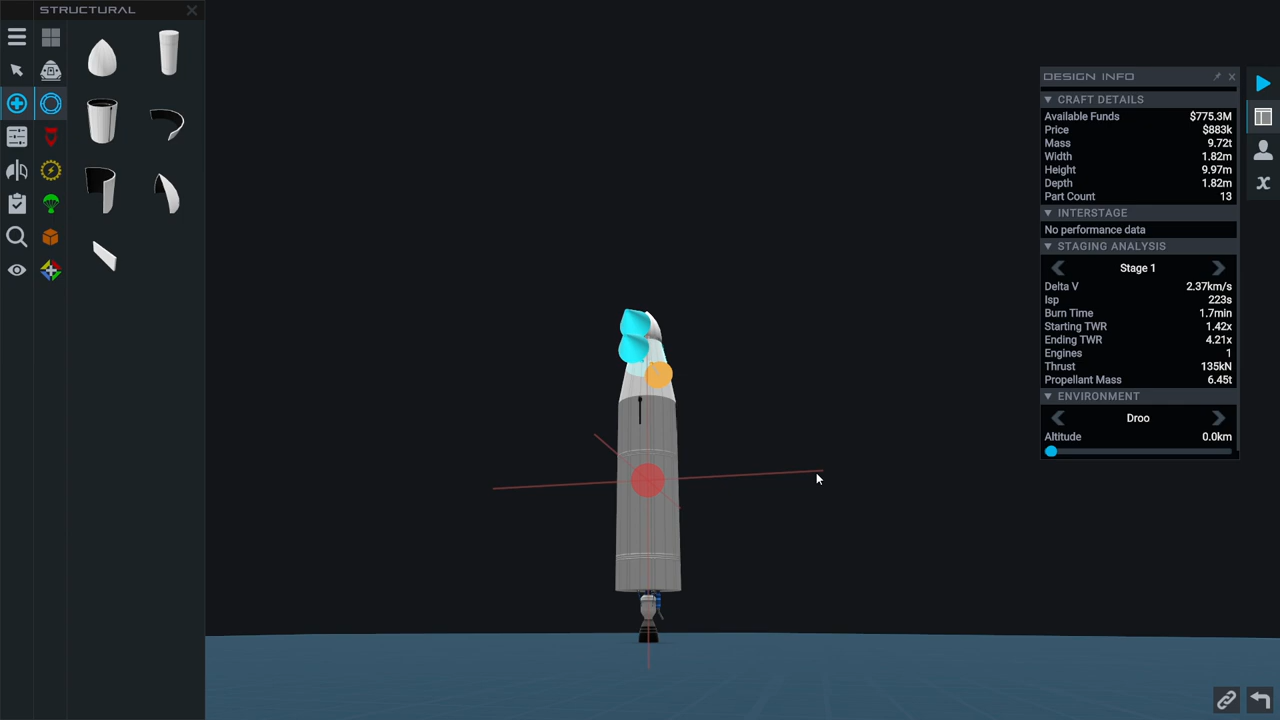 STRUCTURAL
DESIGN INFO
CRAFT DETAILS
Available Funds $775.3M
Price $883k
Mass 9.72t
Width 1.82m
Height 9.97m
Depth 1.82m
Part Count 13
INTERSTAGE
No performance data
STAGING ANALYSIS
Stage 1
Delta V 2.37km/s
Isp 223s
Burn Time 1.7min
Starting TWR 1.42x
Ending TWR 4.21x
Engines 1
Thrust 135kN
Propellant Mass 6.45t
ENVIRONMENT
Droo
Altitude 0.0km